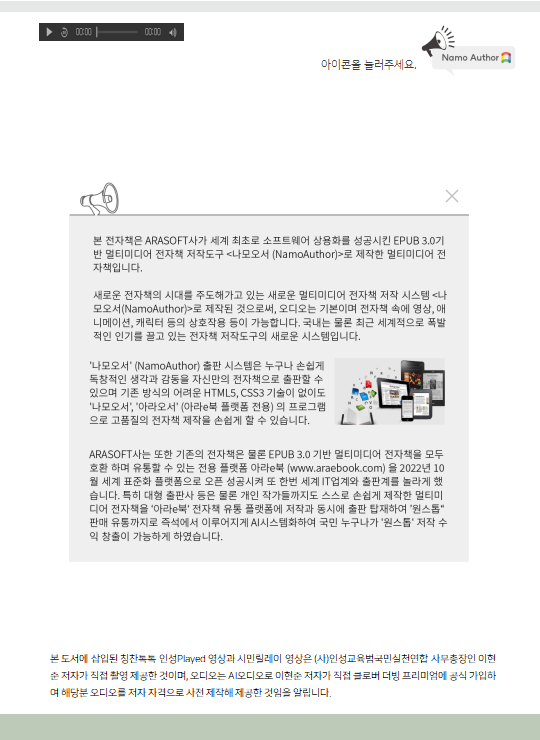 00:00 00:00
아이콘을 눌러주세요.
Namo Author
본 전자책은 ARASOFT사가 세계 최초로 소프트웨어 상용화를 성공시킨 EPUB 3.0기
반 멀티미디어 전자책 저작도구 <나모오서 (NamoAuthor)>로 제작한 멀티미디어 전
자책입니다.
새로운 전자책의 시대를 주도해가고 있는 새로운 멀티미디어 전자책 저작 시스템 <나
모오서(NamoAuthor)>로 제작된 것으로써, 오디오는 기본이며 전자책 속에 영상, 애
니메이션, 캐릭터 등의 상호작용 등이 가능합니다. 국내는 물론 최근 세계적으로 폭발
적인 인기를 끌고 있는 전자책 저작도구의 새로운 시스템입니다.
'나모오서' (NamoAuthor) 출판 시스템은 누구나 손쉽게
독창적인 생각과 감동을 자신만의 전자책으로 출판할 수
있으며 기존 방식의 어려운 HTML5, CSS3 기술이 없이도
'나모오서', '아라오서' (아라e북 플랫폼 전용) 의 프로그램
으로 고품질의 전자책 제작을 손쉽게 할 수 있습니다.
ARASOFT사는 또한 기존의 전자책은 물론 EPUB 3.0 기반 멀티미디어 전자책을 모두
호환 하며 유통할 수 있는 전용 플랫폼 아라e북 (www.araebook.com) 을 2022년 10
월 세계 표준화 플랫폼으로 오픈 성공시켜 또 한번 세계 IT업계와 출판계를 놀라게 했
습니다. 특히 대형 출판사 등은 물론 개인 작가들까지도 스스로 손쉽게 제작한 멀티미
디어 전자책을 '아라e북' 전자책 유통 플랫폼에 저작과 동시에 출판 탑재하여 '원스톱"
판매 유통까지로 즉석에서 이루어지게 AI시스템화하여 국민 누구나가 '원스톱' 저작 수
익 창출이 가능하게 하였습니다.
본 도서에 삽입된 칭찬톡톡 인성Played 영상과 시민릴레이 영상은 (사)인성교육범국민실천연합 사무총장인 이현
순 저자가 직접 촬영 제공한 것이며, 오디오는 AI오디오로 이현순 저자가 직접 클로버 더빙 프리미엄에 공식 가입하
여 해당분 오디오를 저자 자격으로 사전 제작해 제공한 것임을 알립니다.